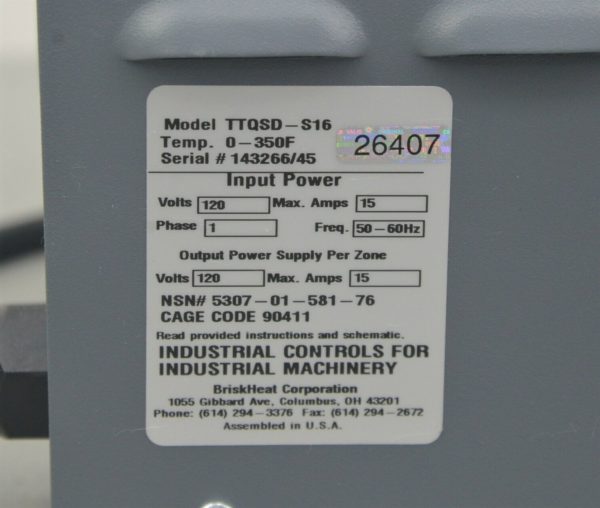 Model TTQSD-S16
Temp. 0-350F
Serial # 143266/45
26407
Input Power
Volts 120 Max. Amps 15
Phase 1 Freq. 50-60Hz
Output Power Supply Per Zone
Volts 120 Max. Amps 15
NSN# 5307-01-581-76
CAGE CODE 90411
Read provided instructions and schematic.
INDUSTRIAL CONTROLS FOR
INDUSTRIAL MACHINERY
BriskHeat Corporation
1055 Gibbard Ave, Columbus, OH 43201
Phone: (614) 294-3376 Fax: (614) 294-2672
Assembled in U.S.A.